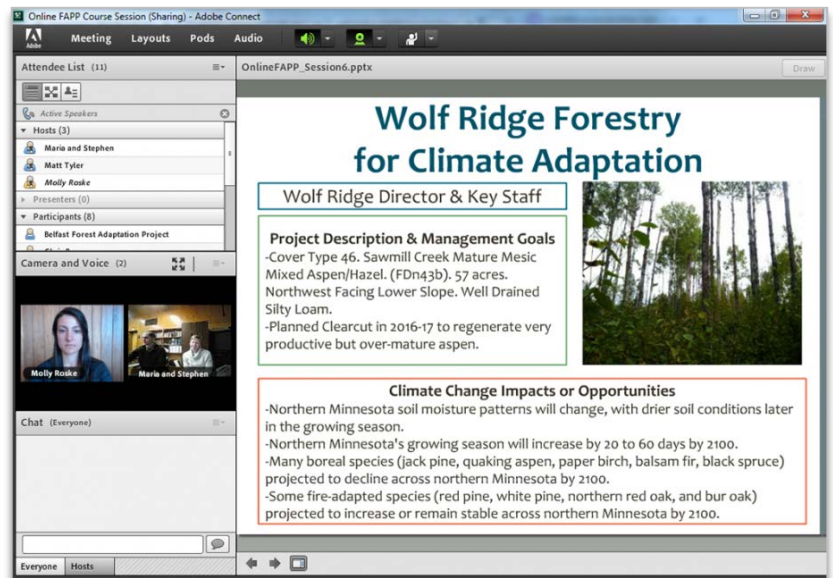 Online FAPP Course Session (Sharing) - Adobe Connect
Adobe
Meeting Layouts Pods Audio
Attendee List (11)
Active Speakers
Hosts (3)
Maria and Stephen
Matt Tyler
Molly Roske
Presenters (0)
Participants (8)
Belfast Forest Adaptation Project
Camera and Voice (2)
Molly Roske
Maria and Stephen
Chat (Everyone)
Everyone Hosts
OnlineFAPP_Session6.pptx
Draw
Wolf Ridge Forestry
for Climate Adaptation
Wolf Ridge Director & Key Staff
Project Description & Management Goals
-Cover Type 46. Sawmill Creek Mature Mesic
Mixed Aspen/Hazel. (FDn43b). 57 acres.
Northwest Facing Lower Slope. Well Drained
Silty Loam.
-Planned Clearcut in 2016-17 to regenerate very
productive but over-mature aspen.
Climate Change Impacts or Opportunities
-Northern Minnesota soil moisture patterns will change, with drier soil conditions later
in the growing season.
-Northern Minnesota's growing season will increase by 20 to 60 days by 2100.
-Many boreal species (jack pine, quaking aspen, paper birch, balsam fir, black spruce)
projected to decline across northern Minnesota by 2100.
-Some fire-adapted species (red pine, white pine, northern red oak, and bur oak)
projected to increase or remain stable across northern Minnesota by 2100.